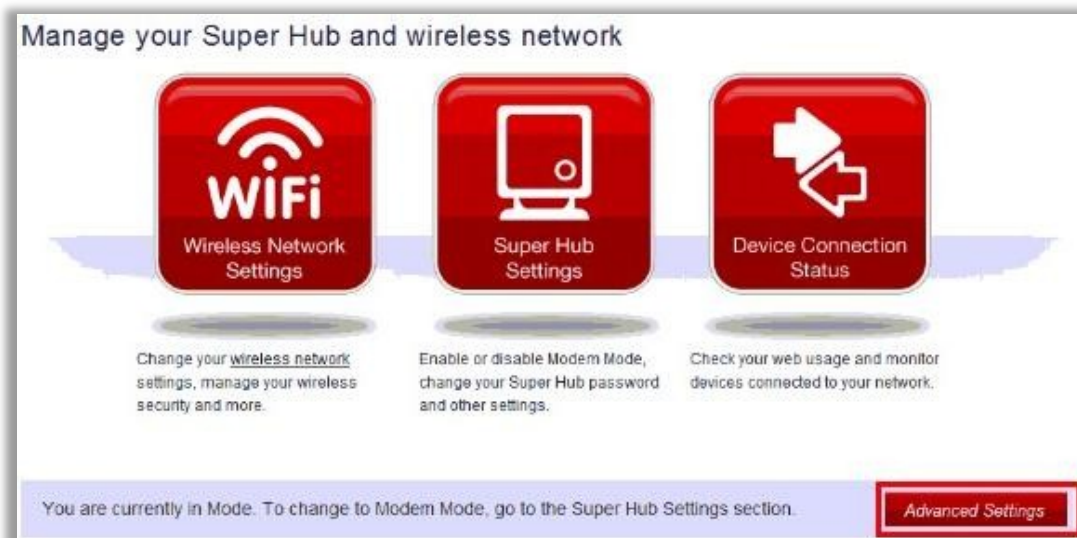 Manage your Super Hub and wireless network
WiFi
Wireless Network
Settings
Super Hub
Settings
Device Connection
Status
Change your wireless network
settings, manage your wireless
security and more.
Enable or disable Modem Mode,
change your Super Hub password
and other settings.
Check your web usage and monitor
devices connected to your network.
You are currently in Mode. To change to Modem Mode, go to the Super Hub Settings section.
Advanced Settings